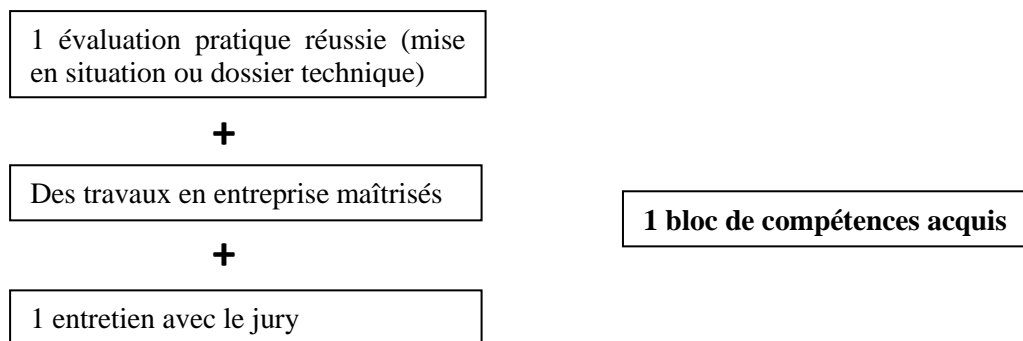 1 évaluation pratique réussie (mise
en situation ou dossier technique)
+
Des travaux en entreprise maîtrisés
+
1 entretien avec le jury
1 bloc de compétences acquis